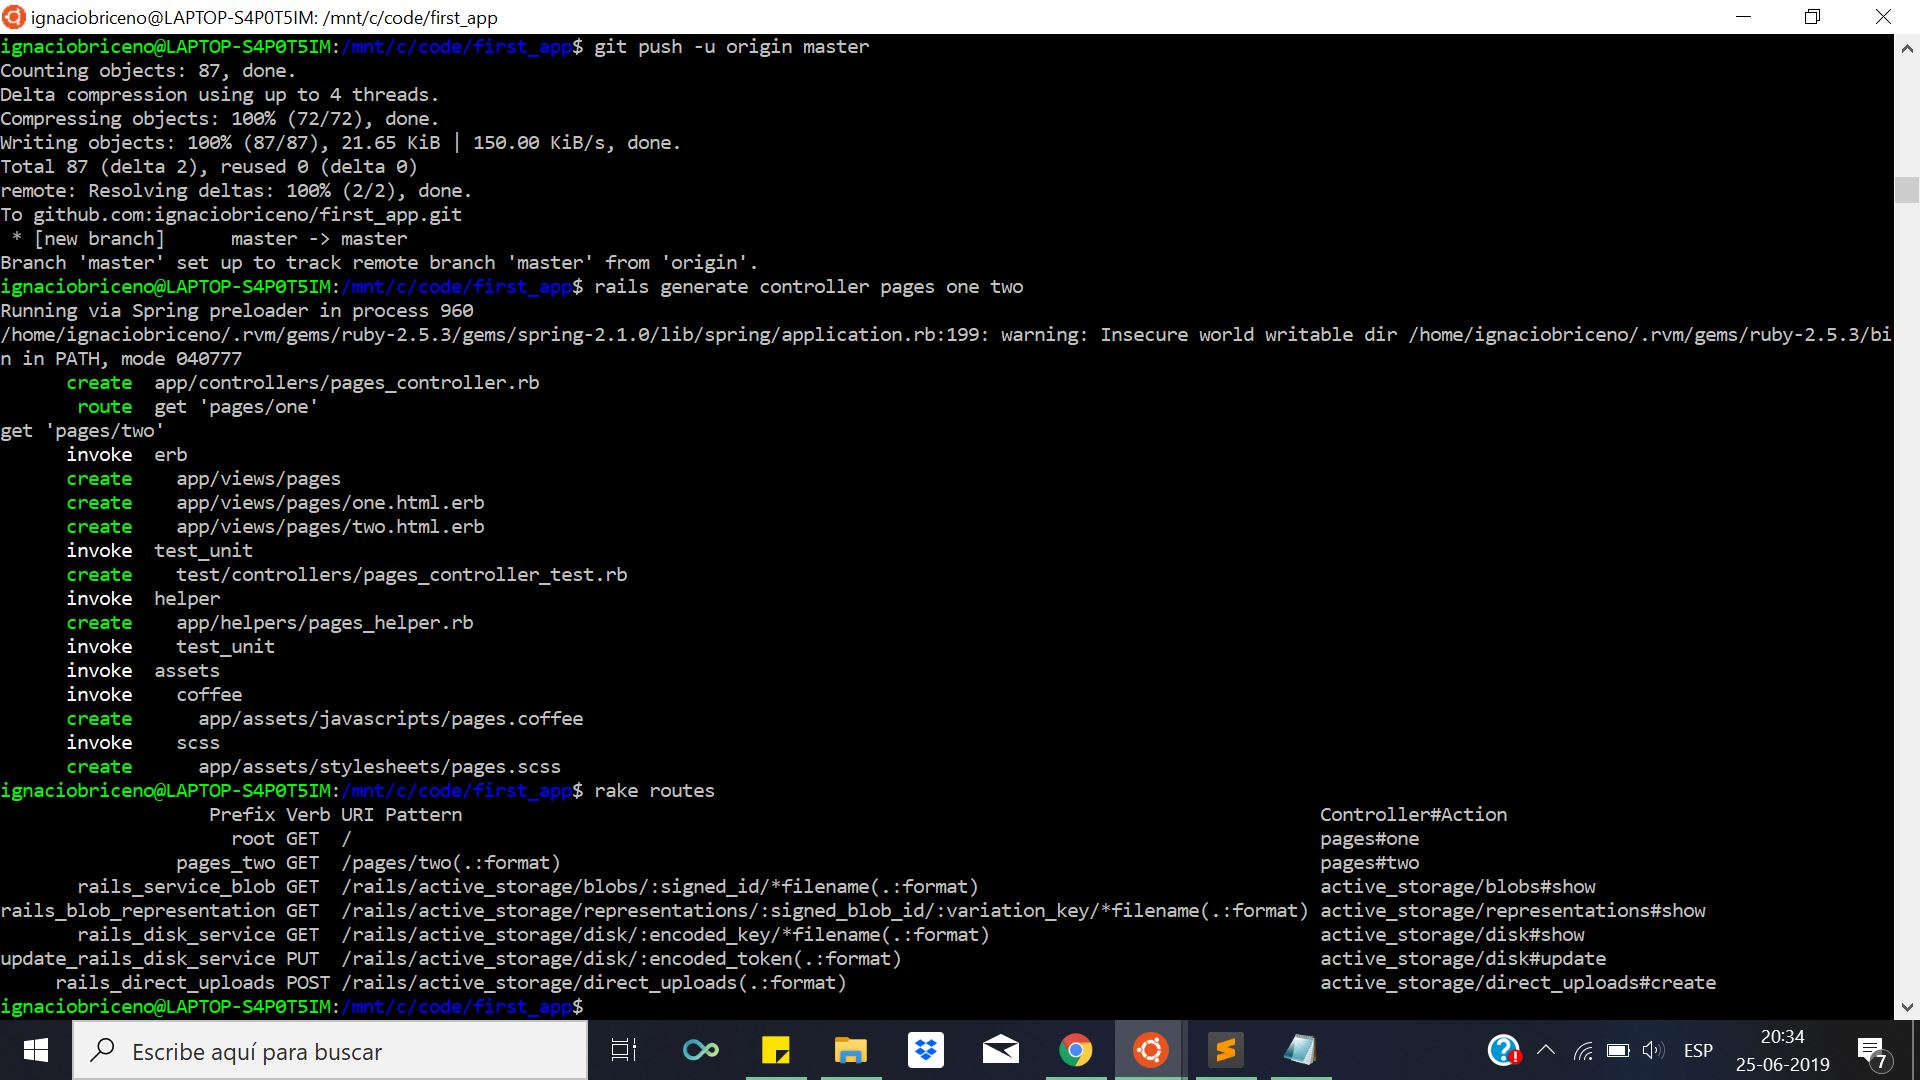 ignaciobriceno@LAPTOP-S4P0T5IM: /mnt/c/code/first_app
ignaciobriceno@LAPTOP-S4P0T5IM:/mnt/c/code/first_app$ git push -u origin master
Counting objects: 87, done.
Delta compression using up to 4 threads.
Compressing objects: 100% (72/72), done.
Writing objects: 100% (87/87), 21.65 KiB | 150.00 KiB/s, done.
Total 87 (delta 2), reused 0 (delta 0)
remote: Resolving deltas: 100% (2/2), done.
To github.com:ignaciobriceno/first_app.git
 * [new branch]      master -> master
Branch 'master' set up to track remote branch 'master' from 'origin'.
ignaciobriceno@LAPTOP-S4P0T5IM:/mnt/c/code/first_app$ rails generate controller pages one two
Running via Spring preloader in process 960
/home/ignaciobriceno/.rvm/gems/ruby-2.5.3/gems/spring-2.1.0/lib/spring/application.rb:199: warning: Insecure world writable dir /home/ignaciobriceno/.rvm/gems/ruby-2.5.3/bi
n in PATH, mode 040777
      create  app/controllers/pages_controller.rb
       route  get 'pages/one'
get 'pages/two'
      invoke  erb
      create    app/views/pages
      create    app/views/pages/one.html.erb
      create    app/views/pages/two.html.erb
      invoke  test_unit
      create    test/controllers/pages_controller_test.rb
      invoke  helper
      create    app/helpers/pages_helper.rb
      invoke    test_unit
      invoke  assets
      invoke    coffee
      create      app/assets/javascripts/pages.coffee
      invoke    scss
      create      app/assets/stylesheets/pages.scss
ignaciobriceno@LAPTOP-S4P0T5IM:/mnt/c/code/first_app$ rake routes
                   Prefix Verb URI Pattern                                                                              Controller#Action
                     root GET  /                                                                                        pages#one
                pages_two GET  /pages/two(.:format)                                                                     pages#two
       rails_service_blob GET  /rails/active_storage/blobs/:signed_id/*filename(.:format)                               active_storage/blobs#show
rails_blob_representation GET  /rails/active_storage/representations/:signed_blob_id/:variation_key/*filename(.:format) active_storage/representations#show
       rails_disk_service GET  /rails/active_storage/disk/:encoded_key/*filename(.:format)                              active_storage/disk#show
update_rails_disk_service PUT  /rails/active_storage/disk/:encoded_token(.:format)                                      active_storage/disk#update
     rails_direct_uploads POST /rails/active_storage/direct_uploads(.:format)                                           active_storage/direct_uploads#create
ignaciobriceno@LAPTOP-S4P0T5IM:/mnt/c/code/first_app$
Escribe aquí para buscar
ESP
20:34
25-06-2019
7